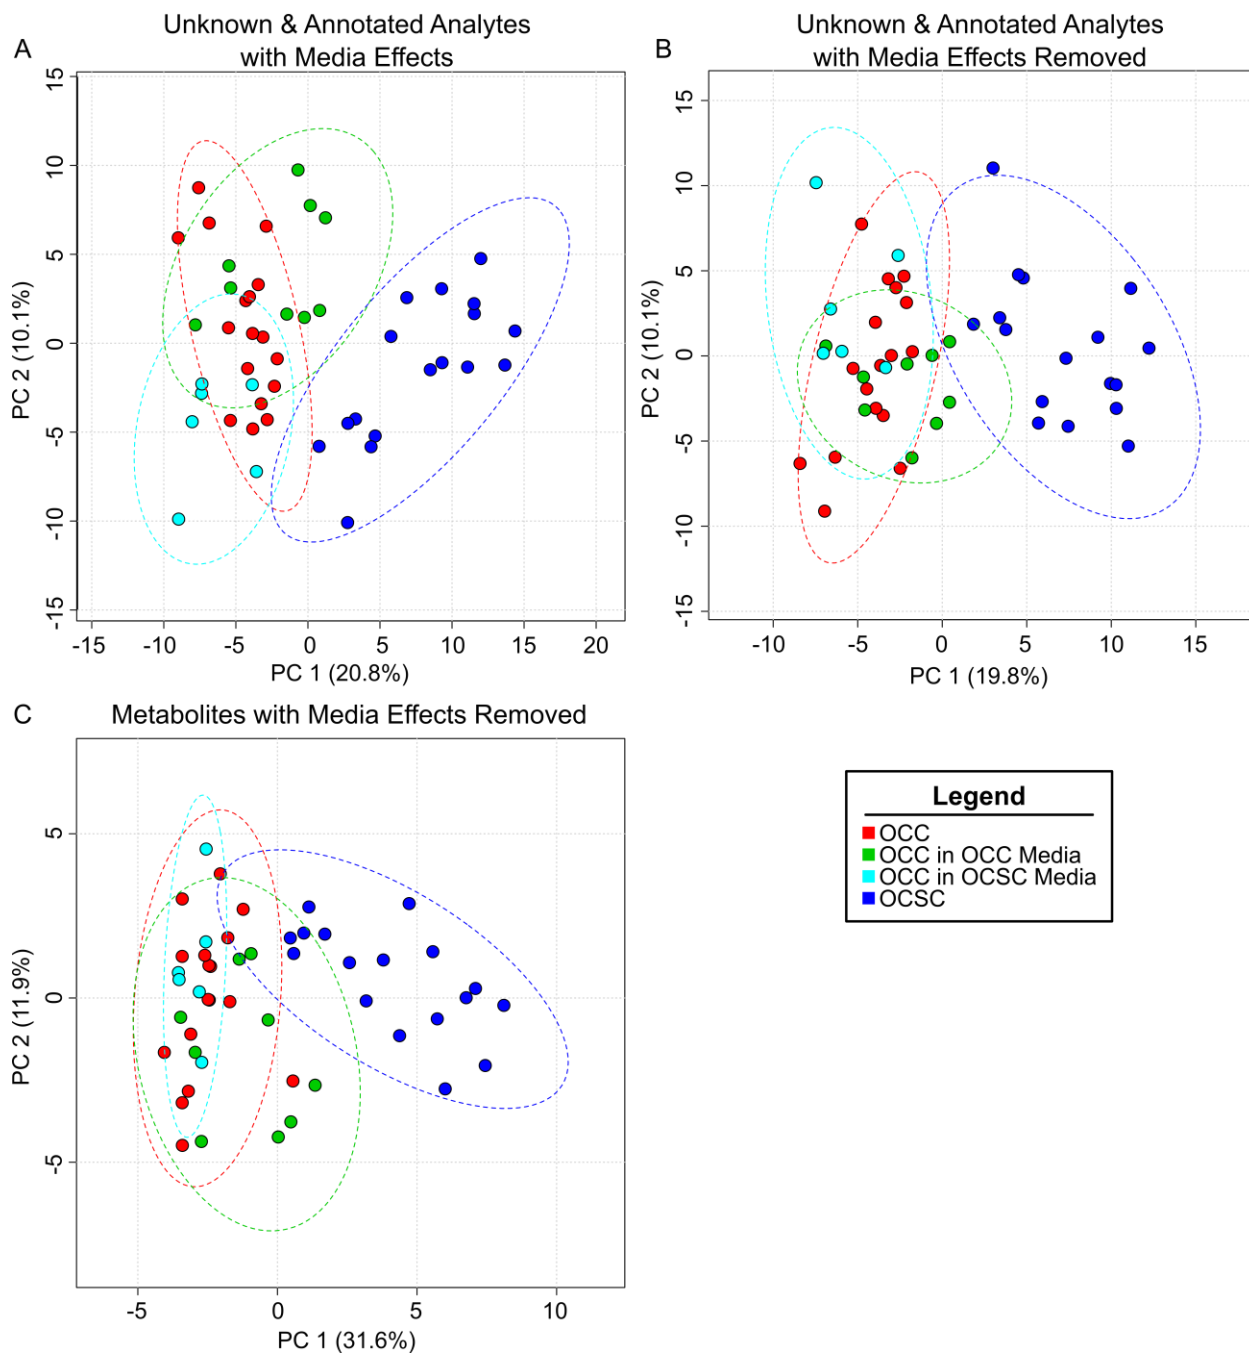 A
Unknown & Annotated Analytes
with Media Effects
15
10
5
0
-5
-10
-15
PC 2 (10.1%)
-15
-10
-5
0
5
10
15
20
PC 1 (20.8%)
B
Unknown & Annotated Analytes
with Media Effects Removed
15
10
5
0
-5
-10
-15
PC 2 (10.1%)
-10
-5
0
5
10
15
PC 1 (19.8%)
C
Metabolites with Media Effects Removed
5
0
-5
PC 2 (11.9%)
-5
0
5
10
PC 1 (31.6%)
Legend
OCC
OCC in OCC Media
OCC in OCSC Media
OCSC